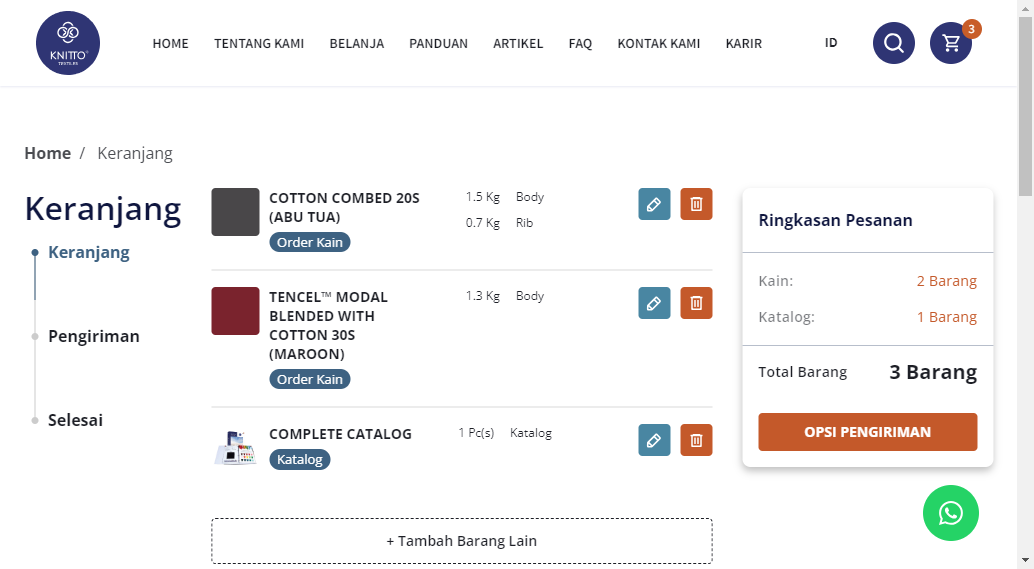 KNITTO
TEXTILES
HOME
TENTANG KAMI
BELANJA
PANDUAN
ARTIKEL
FAQ
KONTAK KAMI
KARIR
ID
3
Home / Keranjang
Keranjang
Keranjang
Pengiriman
Selesai
COTTON COMBED 20S
(ABU TUA)
Order Kain
1.5 Kg Body
0.7 Kg Rib
TENCEL™ MODAL
BLENDED WITH
COTTON 30S
(MAROON)
Order Kain
1.3 Kg Body
COMPLETE CATALOG
Katalog
1 Pc(s) Katalog
+ Tambah Barang Lain
Ringkasan Pesanan
Kain: 2 Barang
Katalog: 1 Barang
Total Barang 3 Barang
OPSI PENGIRIMAN